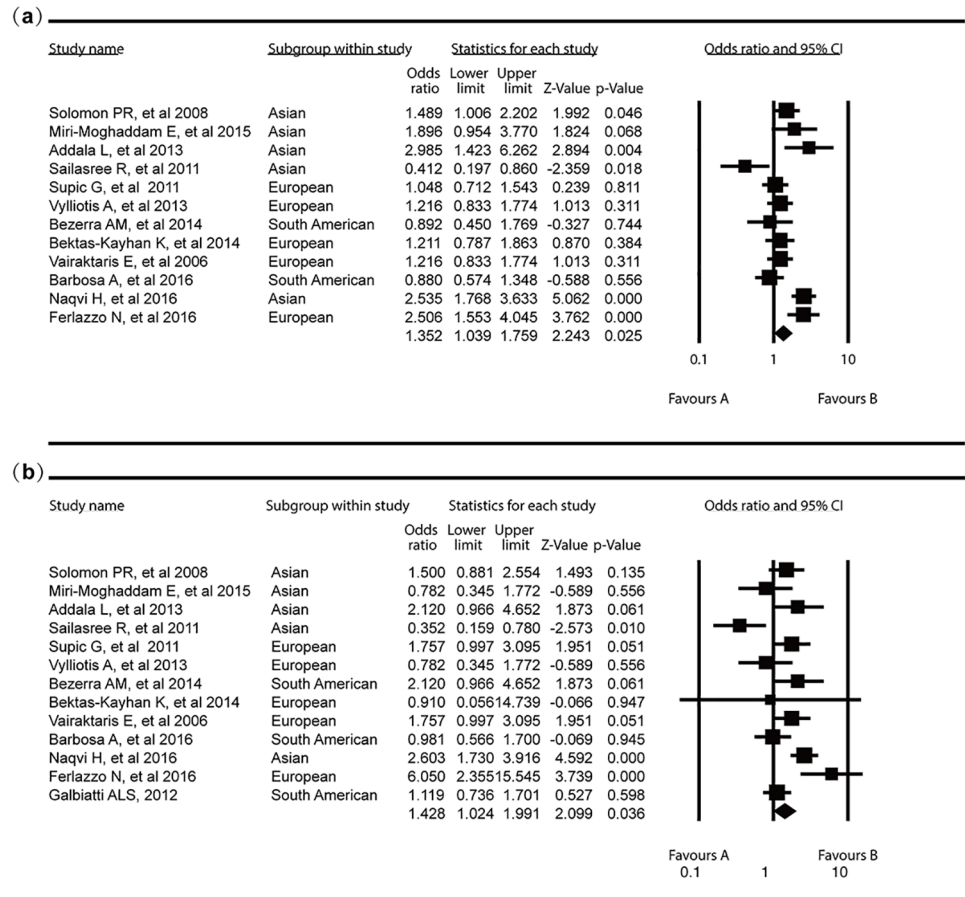 (a)
Study name Subgroup within study Statistics for each study Odds ratio and 95% CI
Odds Lower Upper
ratio limit limit Z-Value p-Value
Solomon PR, et al 2008 Asian 1.489 1.006 2.202 1.992 0.046
Miri-Moghaddam E, et al 2015 Asian 1.896 0.954 3.770 1.824 0.068
Addala L, et al 2013 Asian 2.985 1.423 6.262 2.894 0.004
Sailasree R, et al 2011 Asian 0.412 0.197 0.860 -2.359 0.018
Supic G, et al 2011 European 1.048 0.712 1.543 0.239 0.811
Vylliotis A, et al 2013 European 1.216 0.833 1.774 1.013 0.311
Bezerra AM, et al 2014 South American 0.892 0.450 1.769 -0.327 0.744
Bektas-Kayhan K, et al 2014 European 1.211 0.787 1.863 0.870 0.384
Vairaktaris E, et al 2006 European 1.216 0.833 1.774 1.013 0.311
Barbosa A, et al 2016 South American 0.880 0.574 1.348 -0.588 0.556
Naqvi H, et al 2016 Asian 2.535 1.768 3.633 5.062 0.000
Ferlazzo N, et al 2016 European 2.506 1.553 4.045 3.762 0.000
1.352 1.039 1.759 2.243 0.025
0.1 1 10
Favours A Favours B
(b)
Study name Subgroup within study Statistics for each study Odds ratio and 95% CI
Odds Lower Upper
ratio limit limit Z-Value p-Value
Solomon PR, et al 2008 Asian 1.500 0.881 2.554 1.493 0.135
Miri-Moghaddam E, et al 2015 Asian 0.782 0.345 1.772 -0.589 0.556
Addala L, et al 2013 Asian 2.120 0.966 4.652 1.873 0.061
Sailasree R, et al 2011 Asian 0.352 0.159 0.780 -2.573 0.010
Supic G, et al 2011 European 1.757 0.997 3.095 1.951 0.051
Vylliotis A, et al 2013 European 0.782 0.345 1.772 -0.589 0.556
Bezerra AM, et al 2014 South American 2.120 0.966 4.652 1.873 0.061
Bektas-Kayhan K, et al 2014 European 0.910 0.05614.739 -0.066 0.947
Vairaktaris E, et al 2006 European 1.757 0.997 3.095 1.951 0.051
Barbosa A, et al 2016 South American 0.981 0.566 1.700 -0.069 0.945
Naqvi H, et al 2016 Asian 2.603 1.730 3.916 4.592 0.000
Ferlazzo N, et al 2016 European 6.050 2.35515.545 3.739 0.000
Galbiatti ALS, 2012 South American 1.119 0.736 1.701 0.527 0.598
1.428 1.024 1.991 2.099 0.036
Favours A Favours B
0.1 1 10